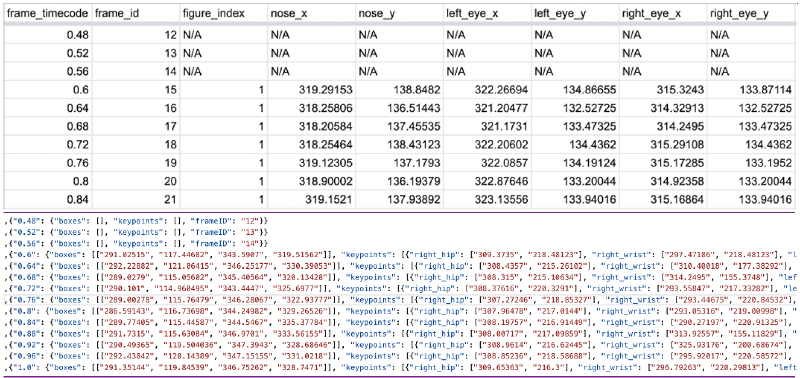 frame_timecode frame_id figure_index nose_x nose_y left_eye_x left_eye_y right_eye_x right_eye_y
0.48 12 N/A N/A N/A N/A N/A N/A N/A
0.52 13 N/A N/A N/A N/A N/A N/A N/A
0.56 14 N/A N/A N/A N/A N/A N/A N/A
0.6 15 1 319.29153 138.8482 322.26694 134.86655 315.3243 133.87114
0.64 16 1 318.25806 136.51443 321.20477 132.52725 314.32913 132.52725
0.68 17 1 318.20584 137.45535 321.1731 133.47325 314.2495 133.47325
0.72 18 1 318.25464 138.43123 322.20602 134.4362 315.29108 134.4362
0.76 19 1 319.12305 137.1793 322.0857 134.19124 315.17285 133.1952
0.8 20 1 318.90002 136.19379 322.87646 133.20044 314.92358 133.20044
0.84 21 1 319.1521 137.93892 323.13556 133.94016 315.16864 133.94016
,{"0.48": {"boxes": [], "keypoints": [], "frameID": "12"}}
,{"0.52": {"boxes": [], "keypoints": [], "frameID": "13"}}
,{"0.56": {"boxes": [], "keypoints": [], "frameID": "14"}}
,{"0.6": {"boxes": [["291.02515", "117.44682", "343.5907", "319.51562"]], "keypoints": [{"right_hip": ["309.3735", "218.48123"], "right_wrist": ["297.47186", "218.48123"], "l
,{"0.64": {"boxes": [["292.22882", "121.06415", "346.25177", "330.39053"]], "keypoints": [{"right_hip": ["308.4357", "215.26102"], "right_wrist": ["310.40018", "177.38292"],
,{"0.68": {"boxes": [["289.0279", "115.05602", "345.40564", "320.13428"]], "keypoints": [{"right_hip": ["308.315", "215.10634"], "right_wrist": ["314.2495", "155.3748"], "lef
,{"0.72": {"boxes": [["290.101", "114.960495", "343.4447", "325.6977"]], "keypoints": [{"right_hip": ["308.37616", "220.3291"], "right_wrist": ["293.55847", "217.33282"], "le
,{"0.76": {"boxes": [["289.00278", "115.76479", "346.28067", "322.93777"]], "keypoints": [{"right_hip": ["307.27246", "218.85327"], "right_wrist": ["293.44675", "220.84532"],
,{"0.8": {"boxes": [["286.59143", "116.73698", "344.24982", "329.26526"]], "keypoints": [{"right_hip": ["307.96478", "217.0144"], "right_wrist": ["293.05316", "219.00998"], "
,{"0.84": {"boxes": [["289.77405", "115.44587", "344.5467", "335.37784"]], "keypoints": [{"right_hip": ["308.19757", "216.91449"], "right_wrist": ["290.27197", "220.91325"],
,{"0.88": {"boxes": [["291.7315", "115.63084", "346.9701", "333.56155"]], "keypoints": [{"right_hip": ["308.00717", "217.09859"], "right_wrist": ["313.92557", "155.11829"], "
,{"0.92": {"boxes": [["290.49365", "119.504036", "347.3943", "328.68646"]], "keypoints": [{"right_hip": ["308.9614", "216.62445"], "right_wrist": ["325.93176", "200.68674"],
,{"0.96": {"boxes": [["292.43842", "120.14389", "347.15155", "331.0218"]], "keypoints": [{"right_hip": ["308.85236", "218.58688"], "right_wrist": ["295.92017", "220.58572"],
,{"1.0": {"boxes": [["291.35144", "119.84539", "346.75262", "328.7471"]], "keypoints": [{"right_hip": ["309.65363", "216.3"], "right_wrist": ["296.79263", "220.29813"], "left